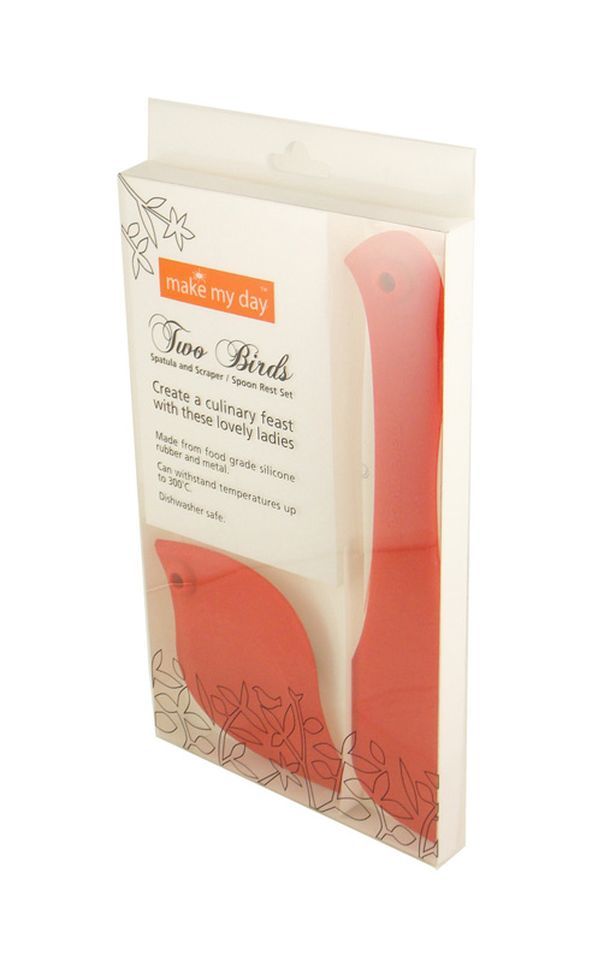 make my day™
Two Birds
Spatula and Scraper / Spoon Rest Set
Create a culinary feast
with these lovely ladies
Made from food grade silicone
rubber and metal.
Can withstand temperatures up
to 300°C.
Dishwasher safe.